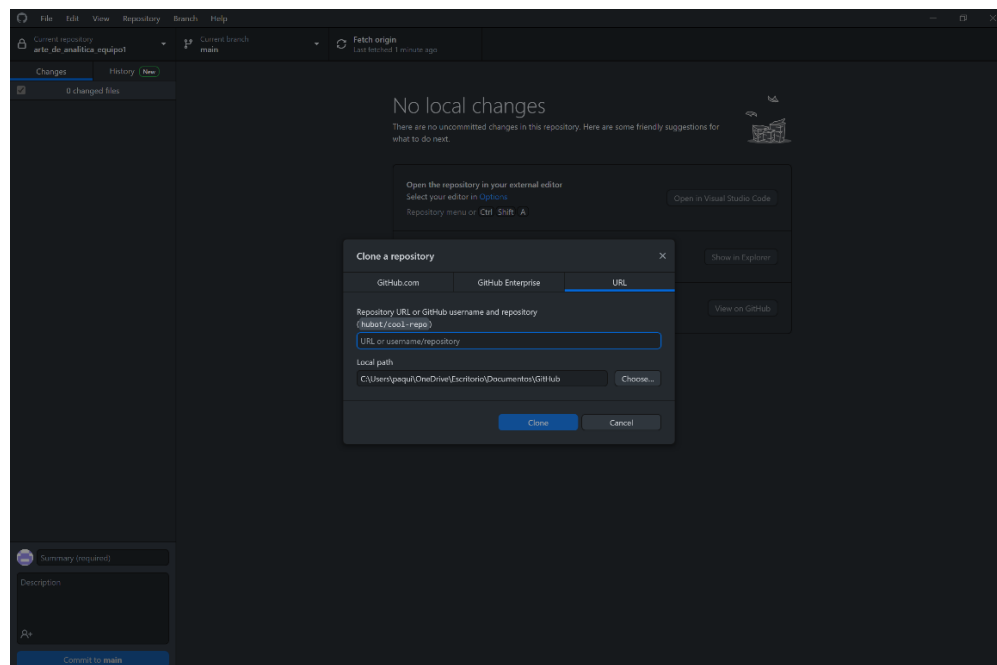 File Edit View Repository Branch Help
Current repository
arte_de_analitica_equipo1
Current branch
main
Fetch origin
Last fetched 1 minute ago
Changes
History New
0 changed files
No local changes
There are no uncommitted changes in this repository. Here are some friendly suggestions for
what to do next.
Open the repository in your external editor
Select your editor in Options
Repository menu or Ctrl Shift A
Open in Visual Studio Code
Clone a repository
GitHub.com
GitHub Enterprise
URL
Repository URL or GitHub username and repository
(hubot/cool-repo)
URL or username/repository
Local path
C:\Users\paqui\OneDrive\Escritorio\Documentos\GitHub
Choose...
Clone
Cancel
Show in Explorer
View on GitHub
Summary (required)
Description
Commit to main